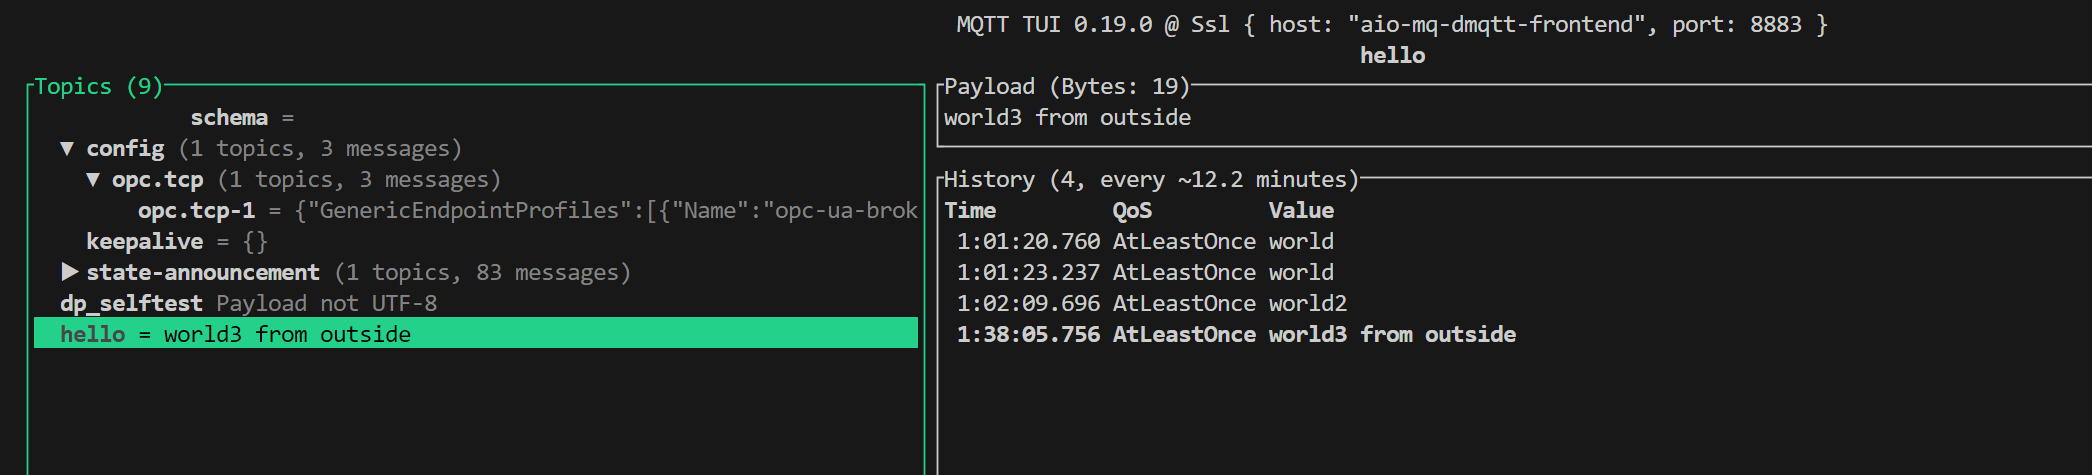 MQTT TUI 0.19.0 @ Ssl { host: "aio-mq-dmqtt-frontend", port: 8883 }
hello
Topics (9)
schema =
▼ config (1 topics, 3 messages)
▼ opc.tcp (1 topics, 3 messages)
opc.tcp-1 = {"GenericEndpointProfiles":[{"Name":"opc-ua-brok
keepalive = {}
▶ state-announcement (1 topics, 83 messages)
dp_selftest Payload not UTF-8
hello = world3 from outside
Payload (Bytes: 19)
world3 from outside
History (4, every ~12.2 minutes)
Time QoS Value
1:01:20.760 AtLeastOnce world
1:01:23.237 AtLeastOnce world
1:02:09.696 AtLeastOnce world2
1:38:05.756 AtLeastOnce world3 from outside